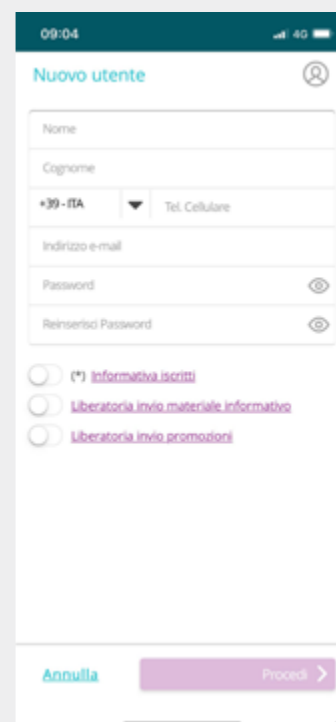 09:04 4G
Nuovo utente
Nome
Cognome
+39 - ITA Tel. Cellulare
Indirizzo e-mail
Password
Reinserisci Password
(*) Informativa iscritti
Liberatoria invio materiale informativo
Liberatoria invio promozioni
Annulla Procedi